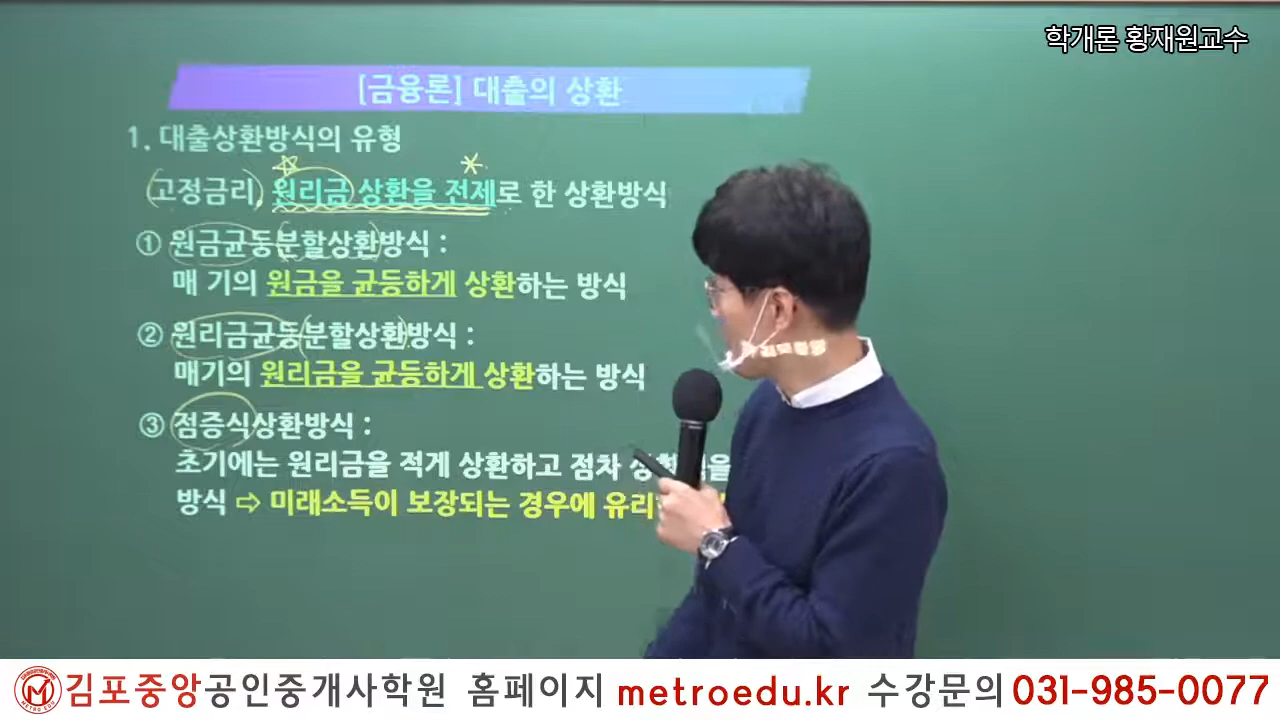 학개론 황재원교수
[금융론] 대출의 상환
1. 대출상환방식의 유형
(고정금리, 원리금 상환을 전제로 한 상환방식
① 원금균등분할상환방식 :
매 기의 원금을 균등하게 상환하는 방식
② 원리금균등분할상환방식 :
매기의 원리금을 균등하게 상환하는 방식
③ 점증식상환방식 :
초기에는 원리금을 적게 상환하고 점차
방식 ⇨ 미래소득이 보장되는 경우에
METRO EDU
김포중앙공인중개사학원 홈페이지 metroedu.kr 수강문의 031-985-0077